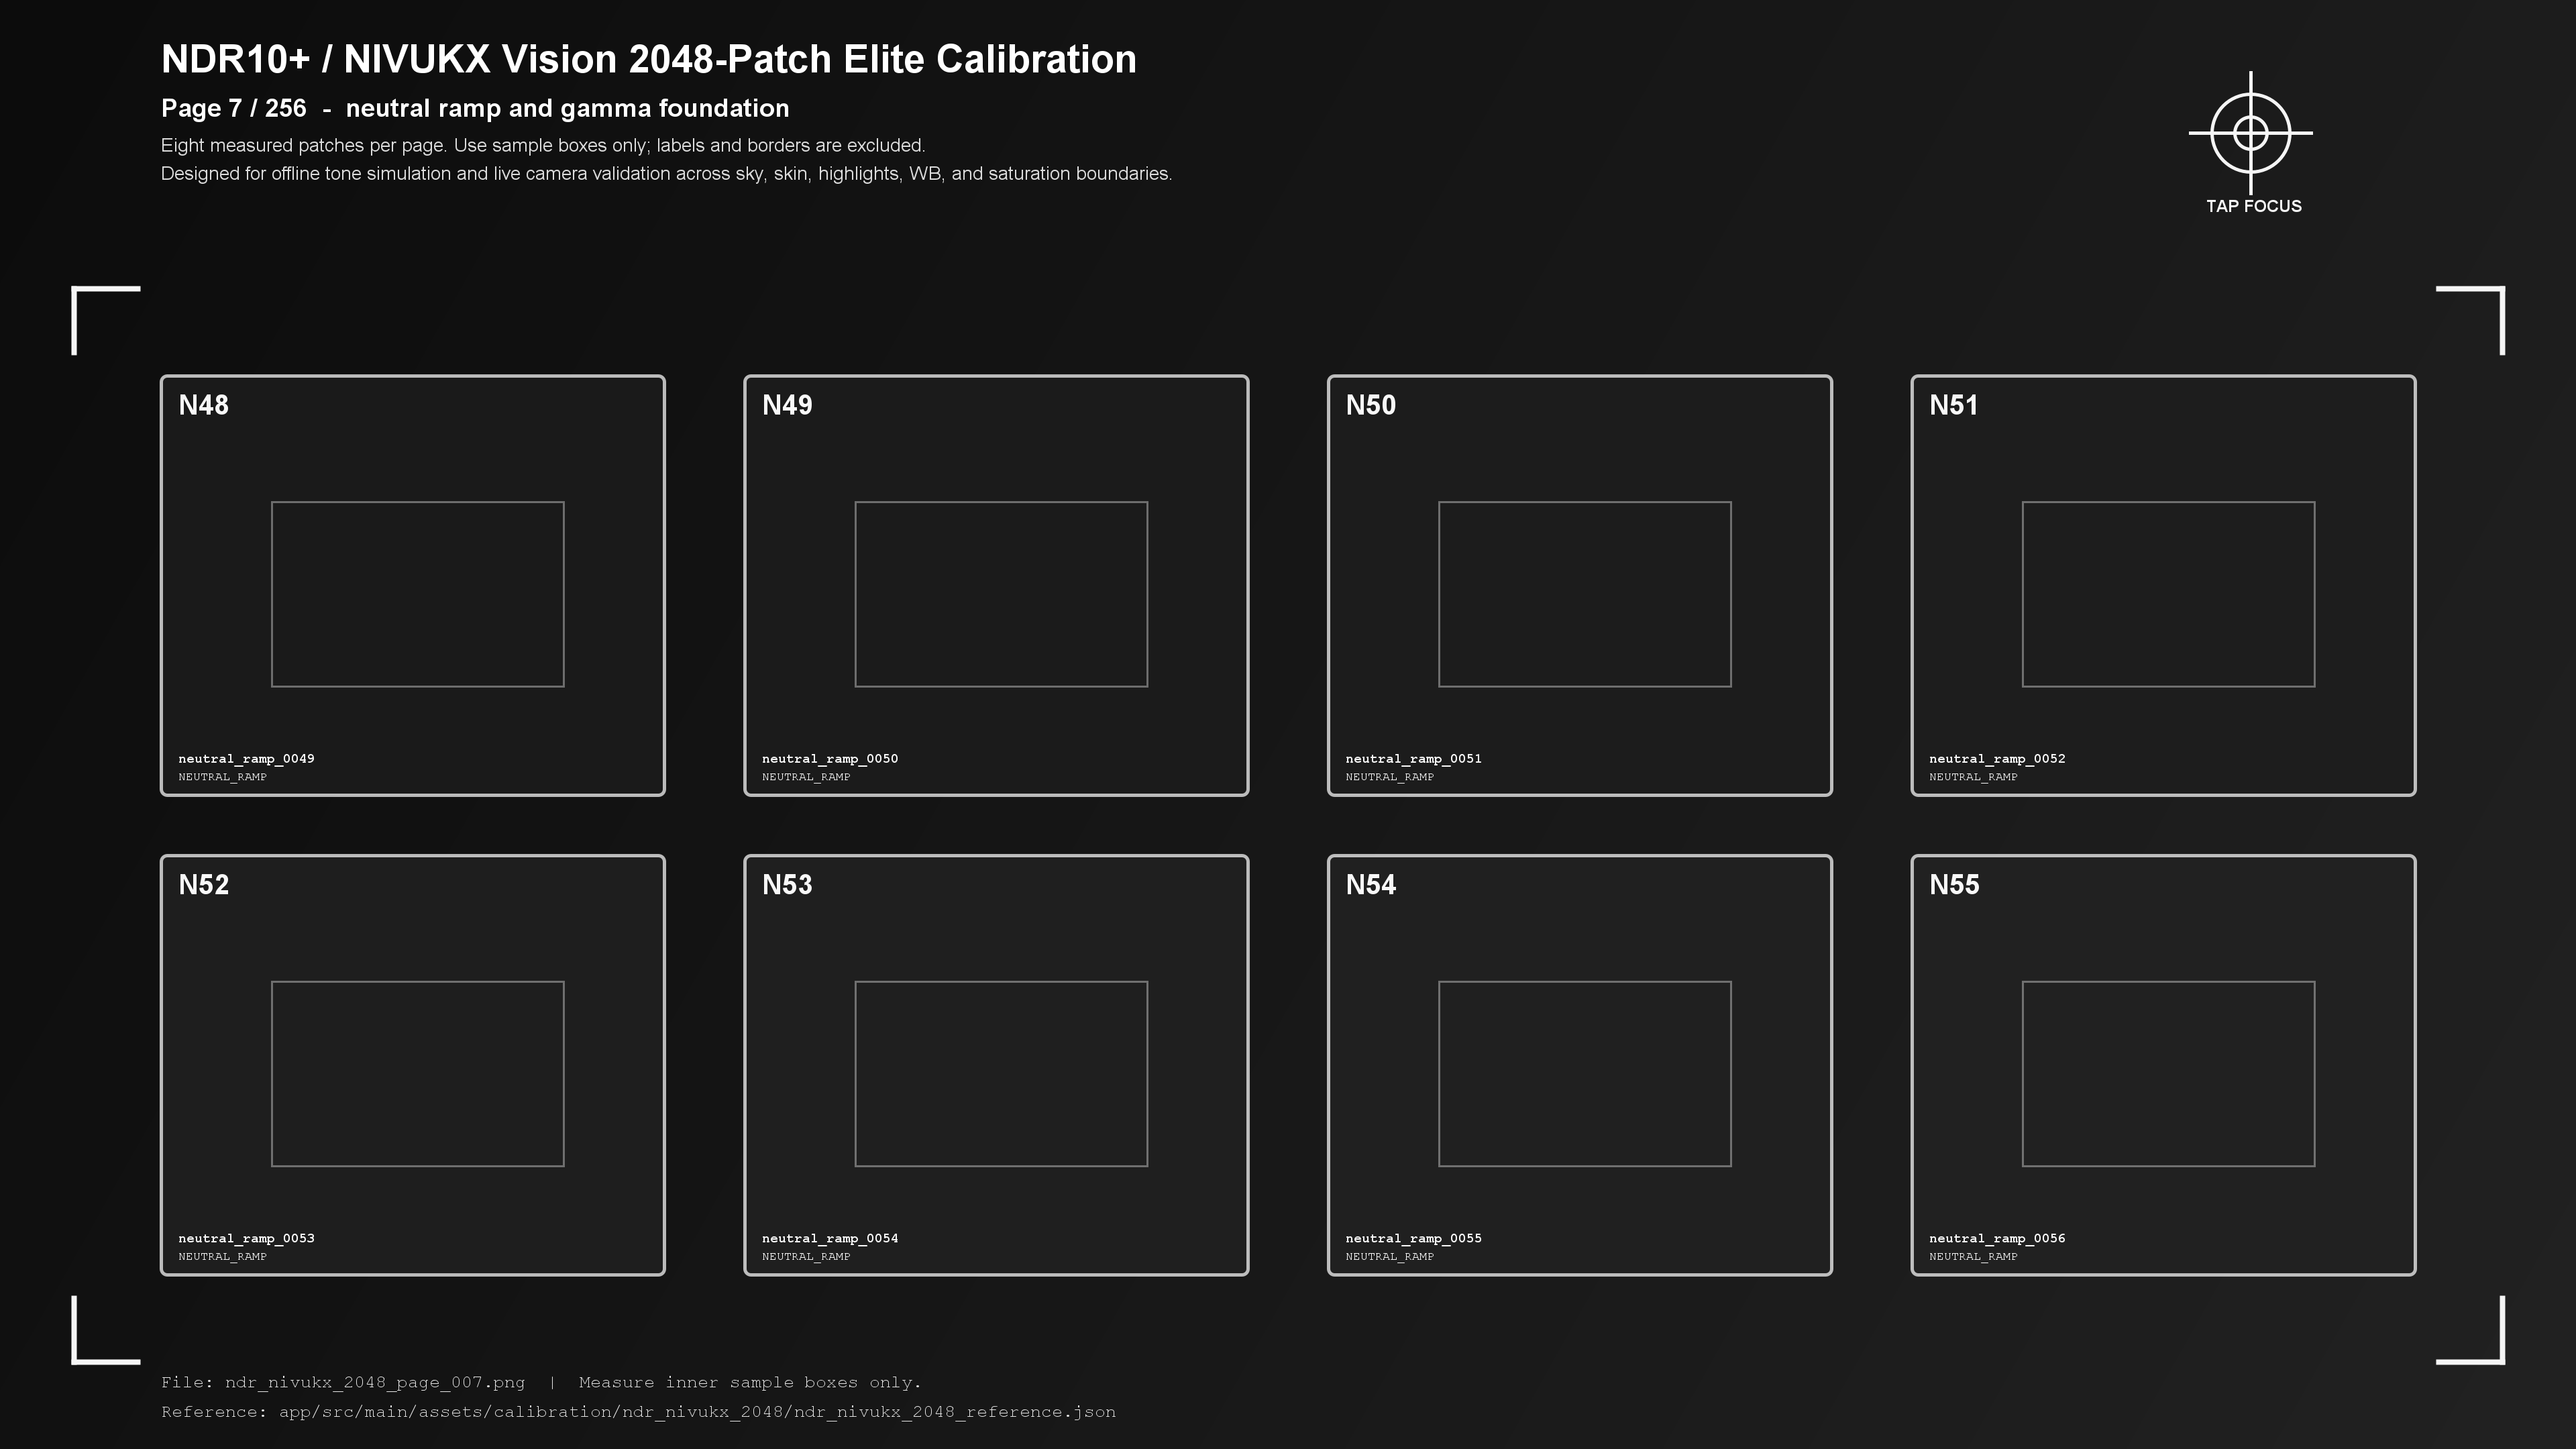 NDR10+ / NIVUKX Vision 2048-Patch Elite Calibration
Page 7 / 256 - neutral ramp and gamma foundation
Eight measured patches per page. Use sample boxes only; labels and borders are excluded.
Designed for offline tone simulation and live camera validation across sky, skin, highlights, WB, and saturation boundaries.
TAP FOCUS
N48
neutral_ramp_0049
NEUTRAL_RAMP
N49
neutral_ramp_0050
NEUTRAL_RAMP
N50
neutral_ramp_0051
NEUTRAL_RAMP
N51
neutral_ramp_0052
NEUTRAL_RAMP
N52
neutral_ramp_0053
NEUTRAL_RAMP
N53
neutral_ramp_0054
NEUTRAL_RAMP
N54
neutral_ramp_0055
NEUTRAL_RAMP
N55
neutral_ramp_0056
NEUTRAL_RAMP
File: ndr_nivukx_2048_page_007.png | Measure inner sample boxes only.
Reference: app/src/main/assets/calibration/ndr_nivukx_2048/ndr_nivukx_2048_reference.json